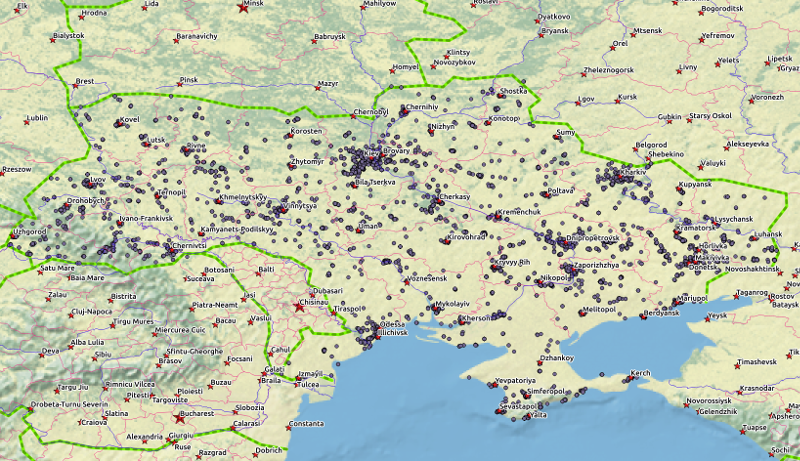 Elk
Hrodna
Lida
Minsk
Mahilyow
Roslavl
Dyatkovo
Bryansk
Orel
Mtsensk
Bogoroditsk
Yefremov
Bialystok
Baranavichy
Babruysk
Klintsy
Novozybkov
Livny
Yelets
Lipetsk
Gryaz
Brest
Pinsk
Mazyr
Homyel
Zheleznogorsk
Voronezh
Lublin
Kovel
Chernobyl
Chernihiv
Shostka
Lgov
Kursk
Gubkin
Starsy Oskol
Korosten
Nizhyn
Konotop
Sumy
Lutsk
Rivne
Kiev
Brovary
Belgorod
Shebekino
Alekseyevka
Rzeszow
Zhytomyr
Valuyki
Lvov
Bila Tserkva
Kharkiv
Kupyansk
Ternopil
Khmelnytskyy
Cherkasy
Poltava
Drohobych
Vinnytsya
Kremenchuk
Lysychansk
Ivano-Frankivsk
Kamyanets-Podilskyy
Uman
Kramatorsk
Luhansk
Uzhgorod
Chernivtsi
Kirovohrad
Dnipropetrovsk
Horlivka
Makiyivka
Donetsk
Novoshakhtinsk
Satu Mare
Baia Mare
Botosani
Suceava
Balti
Kryvyy Rih
Zaporizhzhya
Nikopol
Voznesensk
Zalau
Bistrita
Dubasari
Iasi
Chisinau
Tiraspol
Mykolayiv
Kherson
Melitopol
Berdyansk
Mariupol
Taganrog
Rostov
Bataysk
Cluj-Napoca
Piatra-Neamt
Tirgu Mures
Bacau
Vaslui
Miercurea Cuic
Odessa
Illichivsk
Yeysk
Deva
Alba Lulia
Sibiu
Sfintu-Gheorghe
Brasov
Focsani
Cahul
Galati
Braila
Izmayil
Tulcea
Dzhankoy
Timashevsk
Kerch
Krasnodar
Targu Jiu
Rimnicu Vilcea
Pitesti
Ploiesti
Targoviste
Buzau
Yevpatoriya
Simferopol
Sevastapol
Yalta
Novorossiysk
Gelendzhik
Maykop
Apsheron
Drobeta-Turnu Severin
Slatina
Craiova
Bucharest
Slobozia
Calarasi
Constanta
Tuapse
Alexandria
Giurgiu
Ruse
Razgrad
Dobrich
Sochi